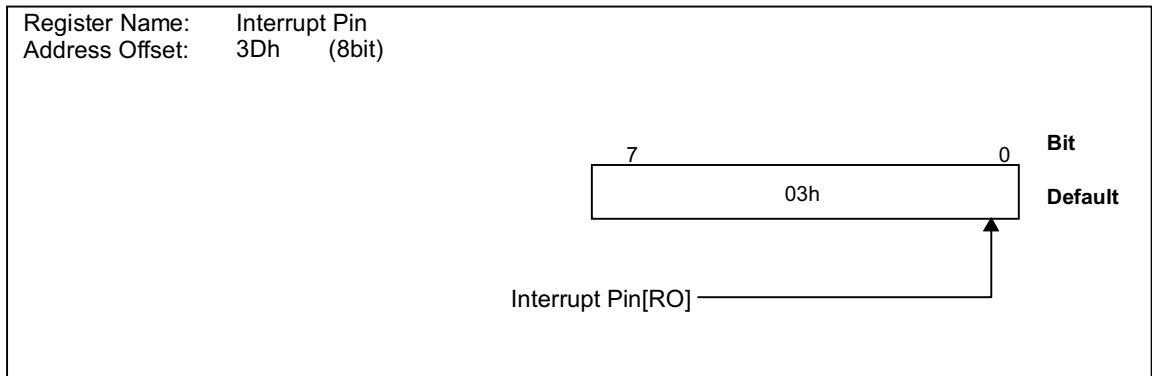 Register Name: Interrupt Pin
Address Offset: 3Dh (8bit)
7 0 Bit
03h Default
Interrupt Pin[RO]